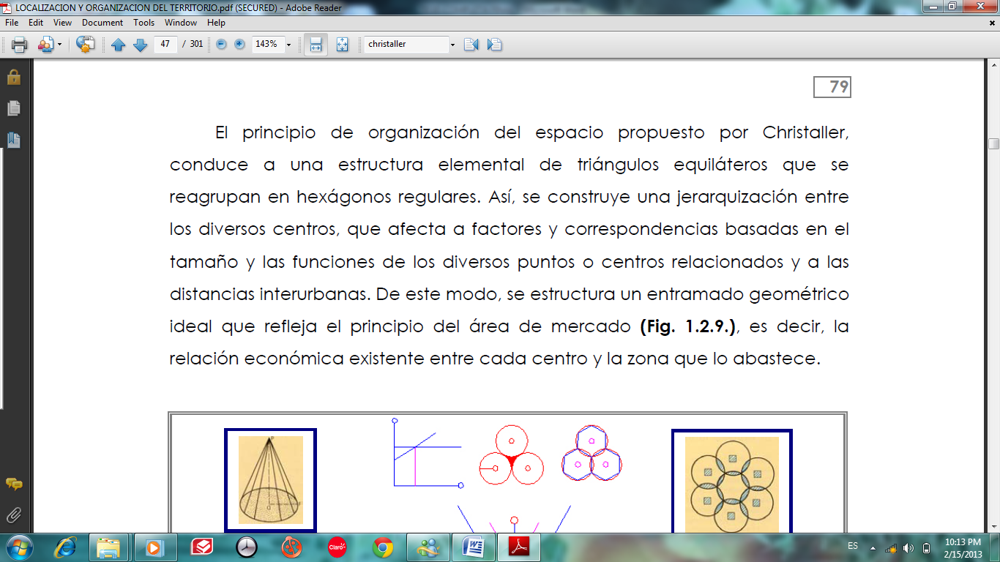 LOCALIZACION Y ORGANIZACION DEL TERRITORIO.pdf (SECURED) - Adobe Reader
File Edit View Document Tools Window Help
47 / 301 143% christaller
79
El principio de organización del espacio propuesto por Christaller,
conduce a una estructura elemental de triángulos equiláteros que se
reagrupan en hexágonos regulares. Así, se construye una jerarquización entre
los diversos centros, que afecta a factores y correspondencias basadas en el
tamaño y las funciones de los diversos puntos o centros relacionados y a las
distancias interurbanas. De este modo, se estructura un entramado geométrico
ideal que refleja el principio del área de mercado (Fig. 1.2.9.), es decir, la
relación económica existente entre cada centro y la zona que lo abastece.
Claro
ES
10:13 PM
2/15/2013